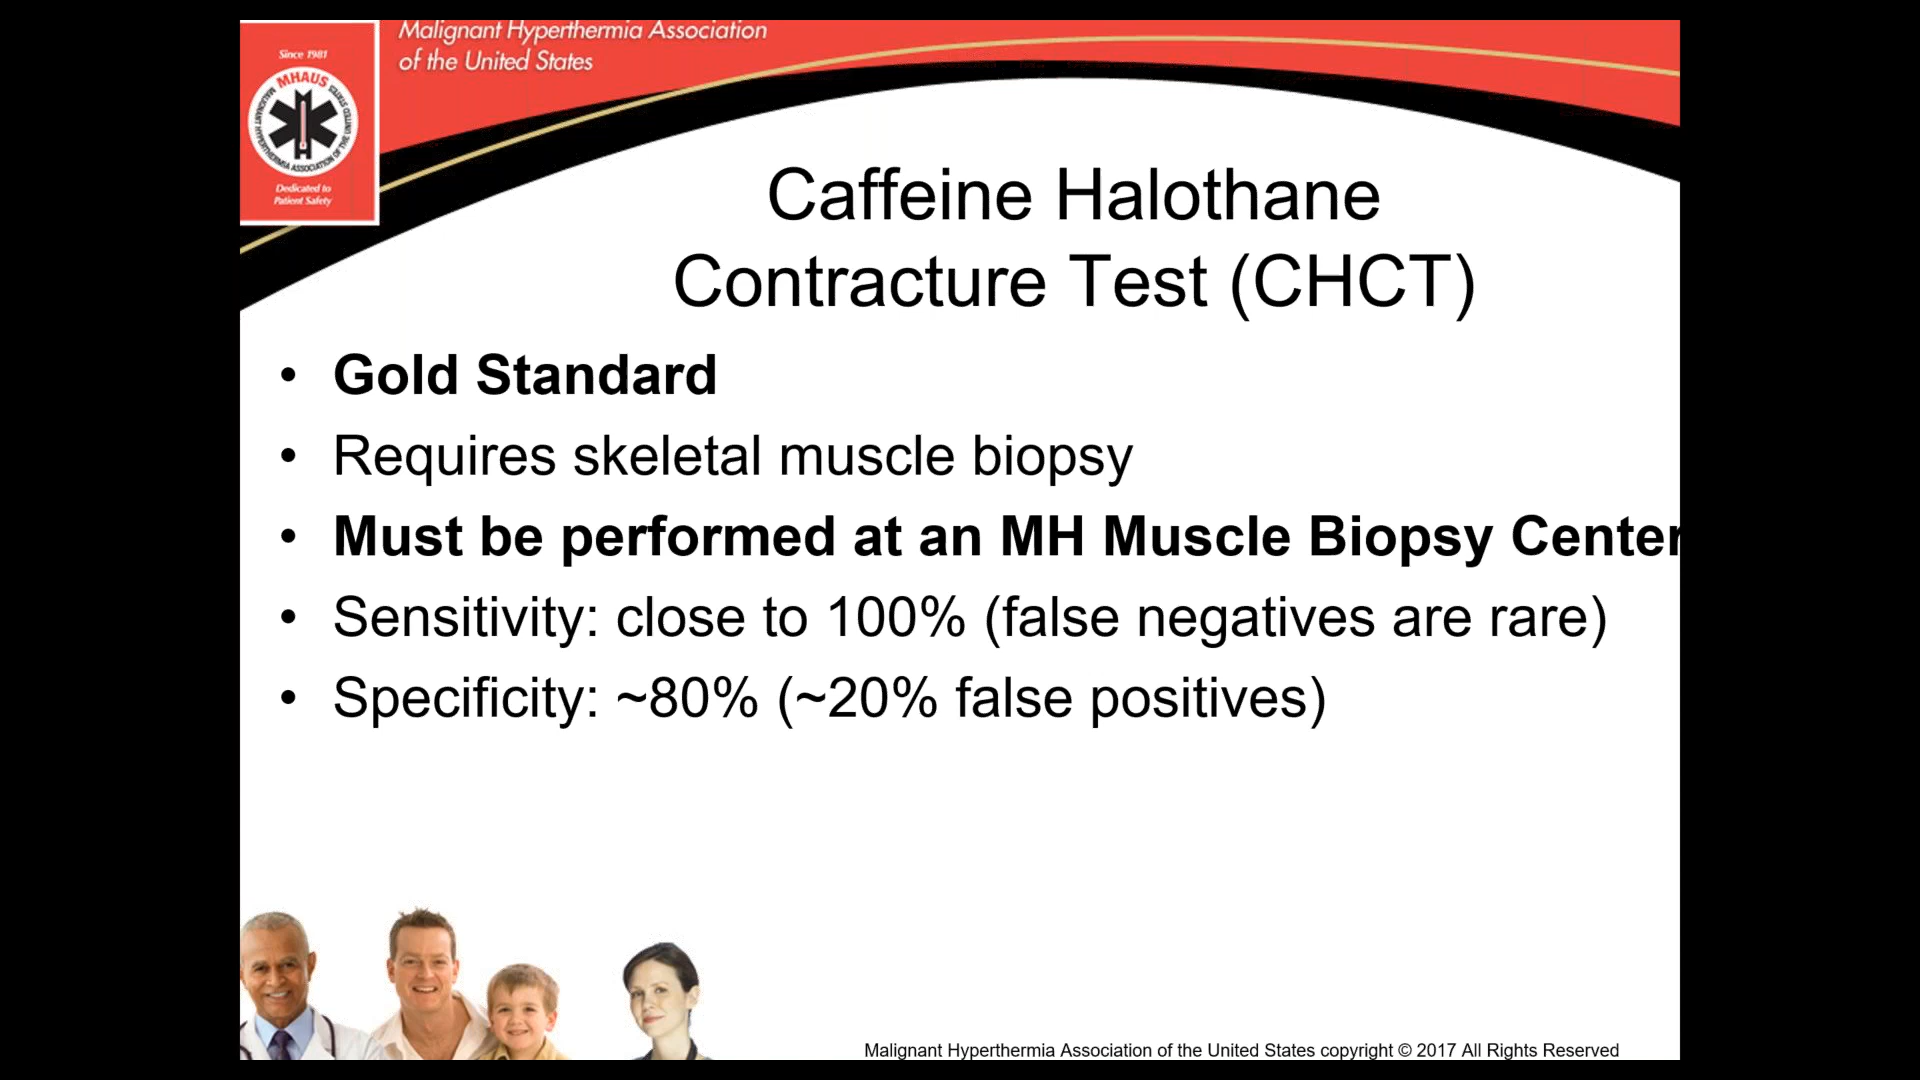 Malignant Hyperthermia Association
of the United States
Since 1981
MHAUS
MALIGNANT HYPERTHERMIA ASSOCIATION OF THE UNITED STATES
Dedicated to
Patient Safety
Caffeine Halothane
Contracture Test (CHCT)
• Gold Standard
• Requires skeletal muscle biopsy
• Must be performed at an MH Muscle Biopsy Center
• Sensitivity: close to 100% (false negatives are rare)
• Specificity: ~80% (~20% false positives)
Malignant Hyperthermia Association of the United States copyright © 2017 All Rights Reserved